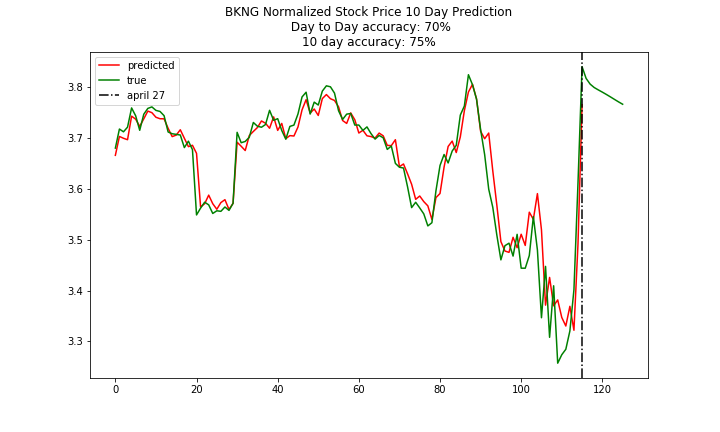 BKNG Normalized Stock Price 10 Day Prediction
Day to Day accuracy: 70%
10 day accuracy: 75%
predicted
true
april 27
3.8
3.7
3.6
3.5
3.4
3.3
0 20 40 60 80 100 120